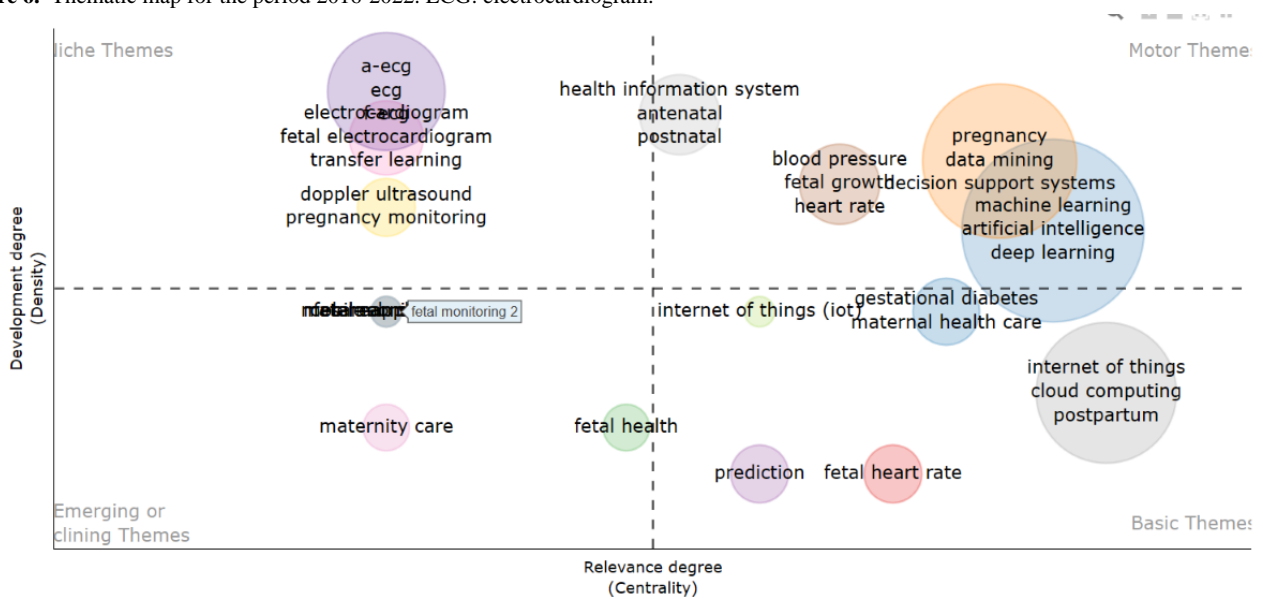 Thematic map for the period 2016-2022. ECG: electrocardiogram.
liche Themes
Motor Theme
a-ecg
ecg
electrocardiogram
f-ecg
fetal electrocardiogram
transfer learning
doppler ultrasound
pregnancy monitoring
health information system
antenatal
postnatal
blood pressure
fetal growth
heart rate
pregnancy
data mining
decision support systems
machine learning
artificial intelligence
deep learning
fetal monitoring 2
internet of things (iot)
gestational diabetes
maternal health care
internet of things
cloud computing
postpartum
maternity care
fetal health
prediction
fetal heart rate
Emerging or
clining Themes
Basic Themes
Development degree
(Density)
Relevance degree
(Centrality)